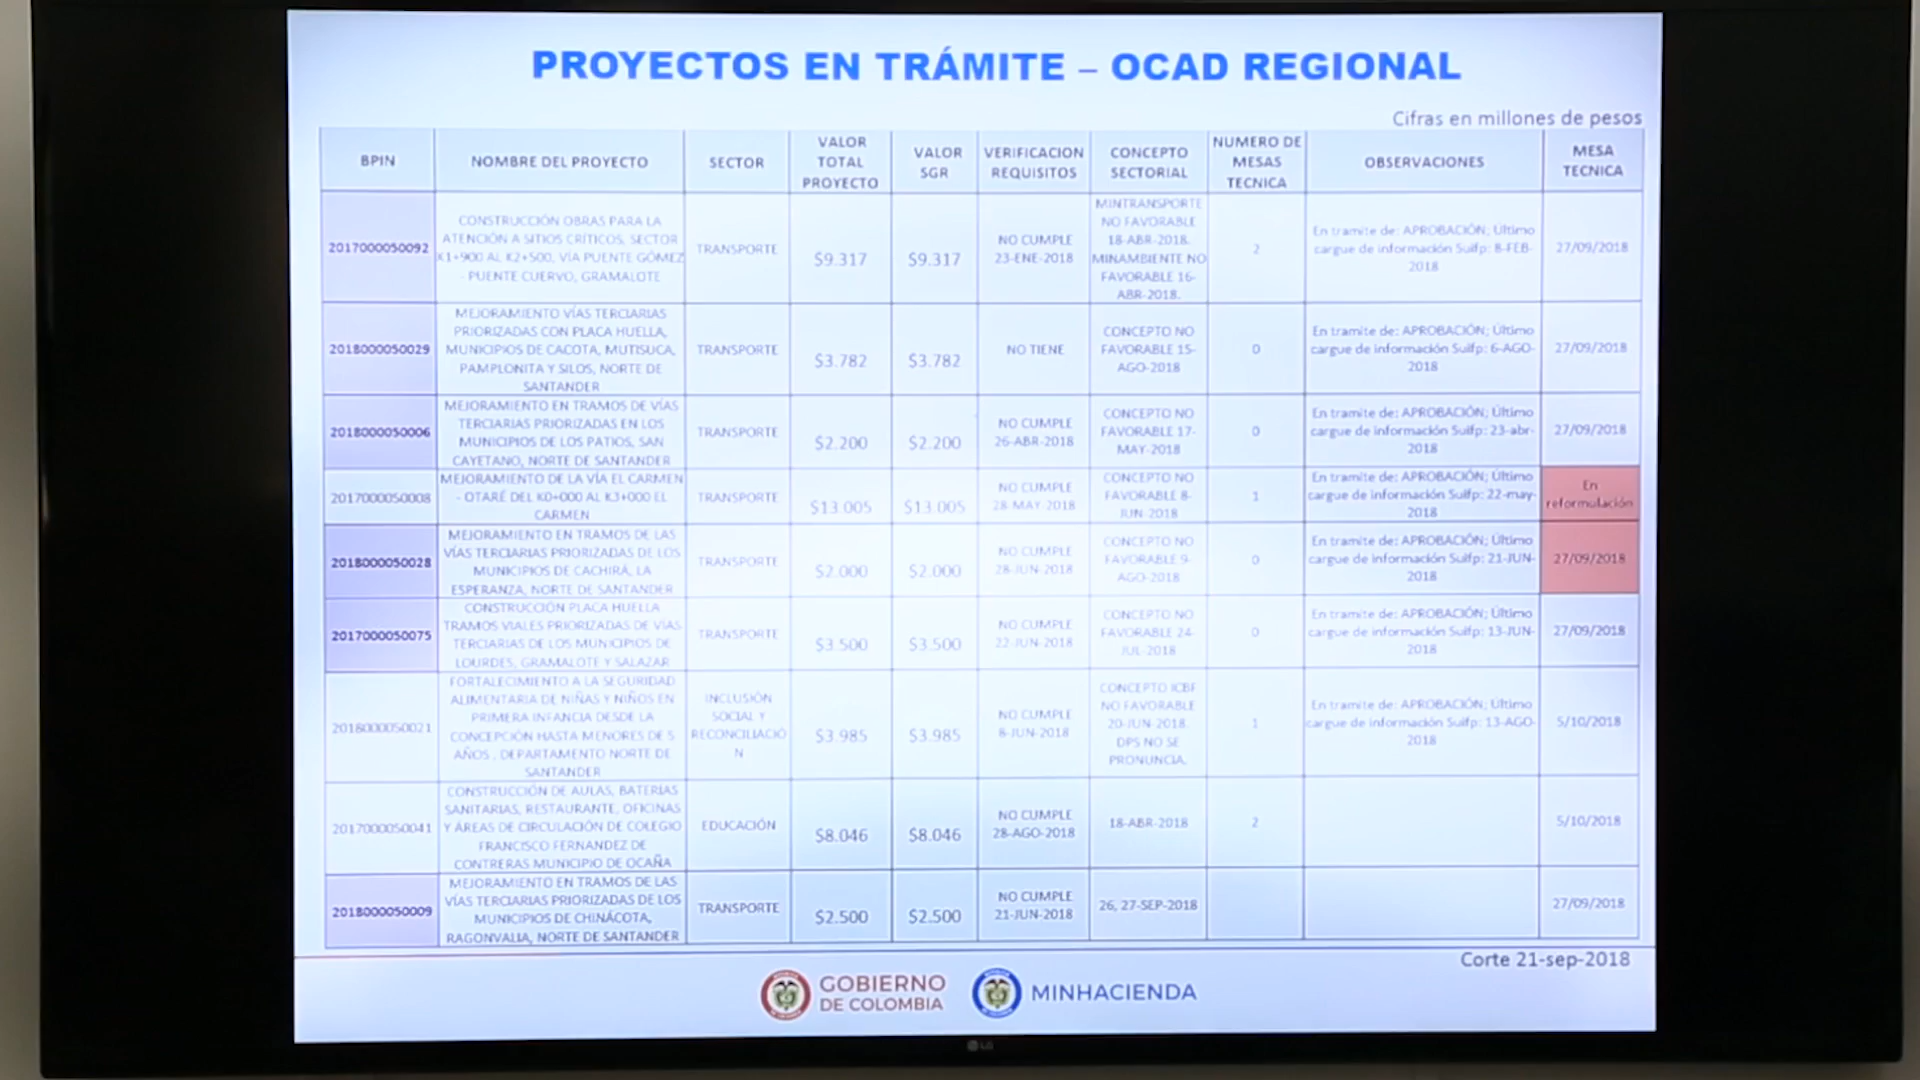 PROYECTOS EN TRÁMITE – OCAD REGIONAL
Cifras en millones de pesos
BPIN
NOMBRE DEL PROYECTO
SECTOR
VALOR
TOTAL
PROYECTO
VALOR
SGR
VERIFICACION
REQUISITOS
CONCEPTO
SECTORIAL
NUMERO DE
MESAS
TECNICA
OBSERVACIONES
MESA
TECNICA
2017000050092
CONSTRUCCIÓN OBRAS PARA LA
ATENCIÓN A SITIOS CRÍTICOS, SECTOR
K1+900 AL K2+500, VÍA PUENTE GÓMEZ
- PUENTE CUERVO, GRAMALOTE
TRANSPORTE
$9.317
$9.317
NO CUMPLE
23-ENE-2018
MINTRANSPORTE
NO FAVORABLE
18-ABR-2018.
MINAMBIENTE NO
FAVORABLE 16-
ABR-2018.
2
En tramite de: APROBACIÓN; Último
cargue de información Suifp: 8-FEB-
2018
27/09/2018
2018000050029
MEJORAMIENTO VÍAS TERCIARIAS
PRIORIZADAS CON PLACA HUELLA,
MUNICIPIOS DE CACOTA, MUTISUCA,
PAMPLONITA Y SILOS, NORTE DE
SANTANDER
TRANSPORTE
$3.782
$3.782
NO TIENE
CONCEPTO NO
FAVORABLE 15-
AGO-2018
0
En tramite de: APROBACIÓN; Último
cargue de información Suifp: 6-AGO-
2018
27/09/2018
2018000050006
MEJORAMIENTO EN TRAMOS DE VÍAS
TERCIARIAS PRIORIZADAS EN LOS
MUNICIPIOS DE LOS PATIOS, SAN
CAYETANO, NORTE DE SANTANDER
TRANSPORTE
$2.200
$2.200
NO CUMPLE
26-ABR-2018
CONCEPTO NO
FAVORABLE 17-
MAY-2018
0
En tramite de: APROBACIÓN; Último
cargue de información Suifp: 23-abr-
2018
27/09/2018
2017000050008
MEJORAMIENTO DE LA VÍA EL CARMEN
- OTARÉ DEL K0+000 AL K3+000 EL
CARMEN
TRANSPORTE
$13.005
$13.005
NO CUMPLE
28-MAY-2018
CONCEPTO NO
FAVORABLE 8-
JUN-2018
1
En tramite de: APROBACIÓN; Último
cargue de información Suifp: 22-may-
2018
En
reformulación
2018000050028
MEJORAMIENTO EN TRAMOS DE LAS
VÍAS TERCIARIAS PRIORIZADAS DE LOS
MUNICIPIOS DE CACHIRÁ, LA
ESPERANZA, NORTE DE SANTANDER
TRANSPORTE
$2.000
$2.000
NO CUMPLE
28-JUN-2018
CONCEPTO NO
FAVORABLE 9-
AGO-2018
0
En tramite de: APROBACIÓN; Último
cargue de información Suifp: 21-JUN-
2018
27/09/2018
2017000050075
CONSTRUCCIÓN PLACA HUELLA
TRAMOS VIALES PRIORIZADAS DE VÍAS
TERCIARIAS DE LOS MUNICIPIOS DE
LOURDES, GRAMALOTE Y SALAZAR
TRANSPORTE
$3.500
$3.500
NO CUMPLE
22-JUN-2018
CONCEPTO NO
FAVORABLE 24-
JUL-2018
0
En tramite de: APROBACIÓN; Último
cargue de información Suifp: 13-JUN-
2018
27/09/2018
2018000050021
FORTALECIMIENTO A LA SEGURIDAD
ALIMENTARIA DE NIÑAS Y NIÑOS EN
PRIMERA INFANCIA DESDE LA
CONCEPCIÓN HASTA MENORES DE 5
AÑOS , DEPARTAMENTO NORTE DE
SANTANDER
INCLUSIÓN
SOCIAL Y
RECONCILIACIÓ
N
$3.985
$3.985
NO CUMPLE
8-JUN-2018
CONCEPTO ICBF
NO FAVORABLE
20-JUN-2018.
DPS NO SE
PRONUNCIA.
1
En tramite de: APROBACIÓN; Último
cargue de información Suifp: 13-AGO-
2018
5/10/2018
2017000050041
CONSTRUCCIÓN DE AULAS, BATERÍAS
SANITARIAS, RESTAURANTE, OFICINAS
Y ÁREAS DE CIRCULACIÓN DE COLEGIO
FRANCISCO FERNANDEZ DE
CONTRERAS MUNICIPIO DE OCAÑA
EDUCACIÓN
$8.046
$8.046
NO CUMPLE
28-AGO-2018
18-ABR-2018
2
5/10/2018
2018000050009
MEJORAMIENTO EN TRAMOS DE LAS
VÍAS TERCIARIAS PRIORIZADAS DE LOS
MUNICIPIOS DE CHINÁCOTA,
RAGONVALIA, NORTE DE SANTANDER
TRANSPORTE
$2.500
$2.500
NO CUMPLE
21-JUN-2018
26, 27-SEP-2018
27/09/2018
Corte 21-sep-2018
GOBIERNO
DE COLOMBIA
MINHACIENDA
LG